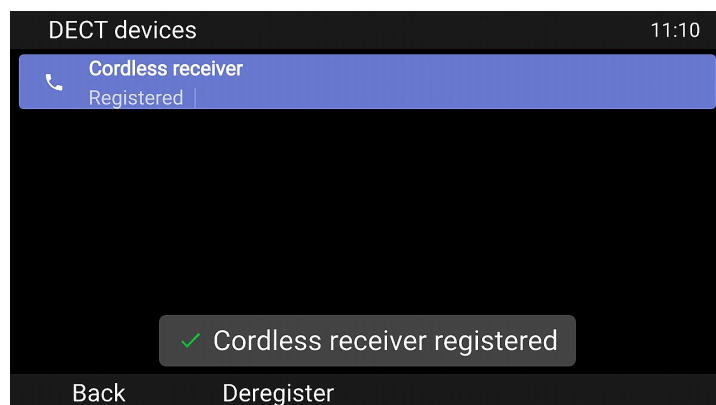 DECT devices 11:10
Cordless receiver
Registered
Cordless receiver registered
Back Deregister